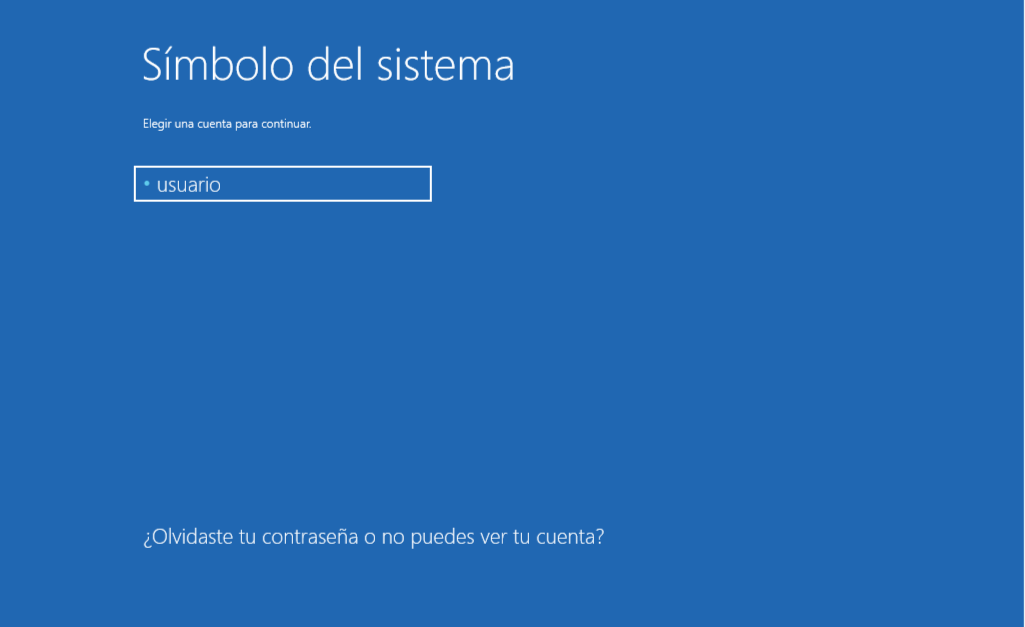 Símbolo del sistema
Elegir una cuenta para continuar.
usuario
¿Olvidaste tu contraseña o no puedes ver tu cuenta?